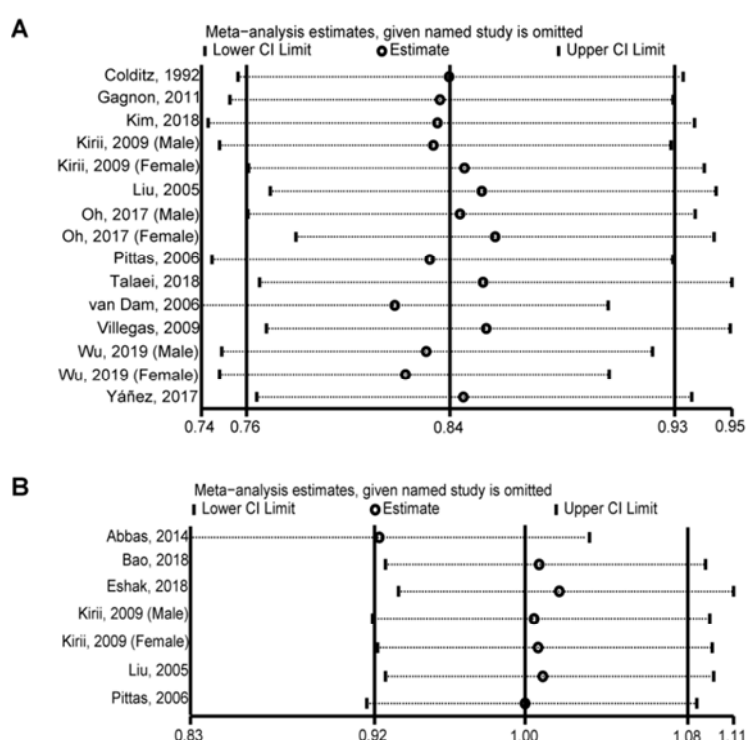 A
Meta−analysis estimates, given named study is omitted
Lower CI Limit Estimate Upper CI Limit
Colditz, 1992
Gagnon, 2011
Kim, 2018
Kirii, 2009 (Male)
Kirii, 2009 (Female)
Liu, 2005
Oh, 2017 (Male)
Oh, 2017 (Female)
Pittas, 2006
Talaei, 2018
van Dam, 2006
Villegas, 2009
Wu, 2019 (Male)
Wu, 2019 (Female)
Yáñez, 2017
0.74 0.76 0.84 0.93 0.95
B
Meta−analysis estimates, given named study is omitted
Lower CI Limit Estimate Upper CI Limit
Abbas, 2014
Bao, 2018
Eshak, 2018
Kirii, 2009 (Male)
Kirii, 2009 (Female)
Liu, 2005
Pittas, 2006
0.83 0.92 1.00 1.08 1.11